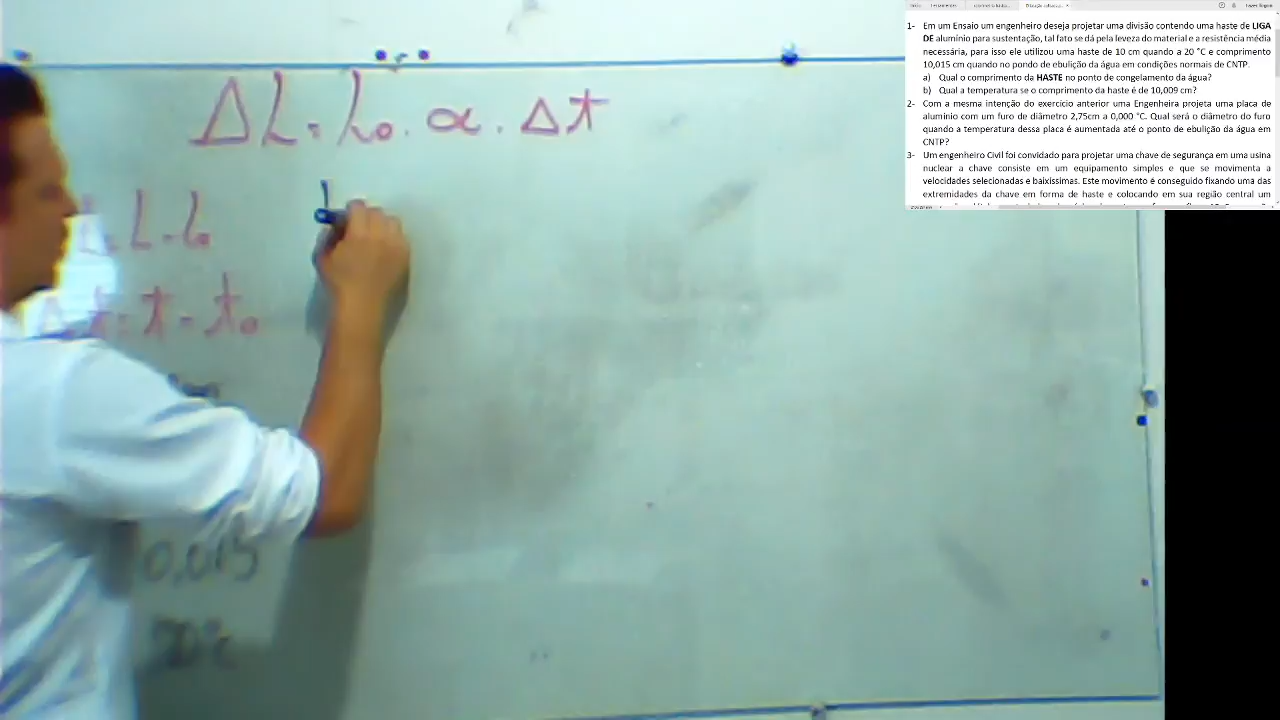 ΔL = Lo . α . Δt
L - Lo
Δt = t - to
0,015
20°c
1- Em um Ensaio um engenheiro deseja projetar uma divisão contendo uma haste de LIGA
DE alumínio para sustentação, tal fato se dá pela leveza do material e a resistência média
necessária, para isso ele utilizou uma haste de 10 cm quando a 20 °C e comprimento
10,015 cm quando no pondo de ebulição da água em condições normais de CNTP.
a) Qual o comprimento da HASTE no ponto de congelamento da água?
b) Qual a temperatura se o comprimento da haste é de 10,009 cm?
2- Com a mesma intenção do exercício anterior uma Engenheira projeta uma placa de
alumínio com um furo de diâmetro 2,75cm a 0,000 °C. Qual será o diâmetro do furo
quando a temperatura dessa placa é aumentada até o ponto de ebulição da água em
CNTP?
3- Um engenheiro Civil foi convidado para projetar uma chave de segurança em uma usina
nuclear a chave consiste em um equipamento simples e que se movimenta a
velocidades selecionadas e baixíssimas. Este movimento é conseguido fixando uma das
extremidades da chave em forma de haste e colocando em sua região central um